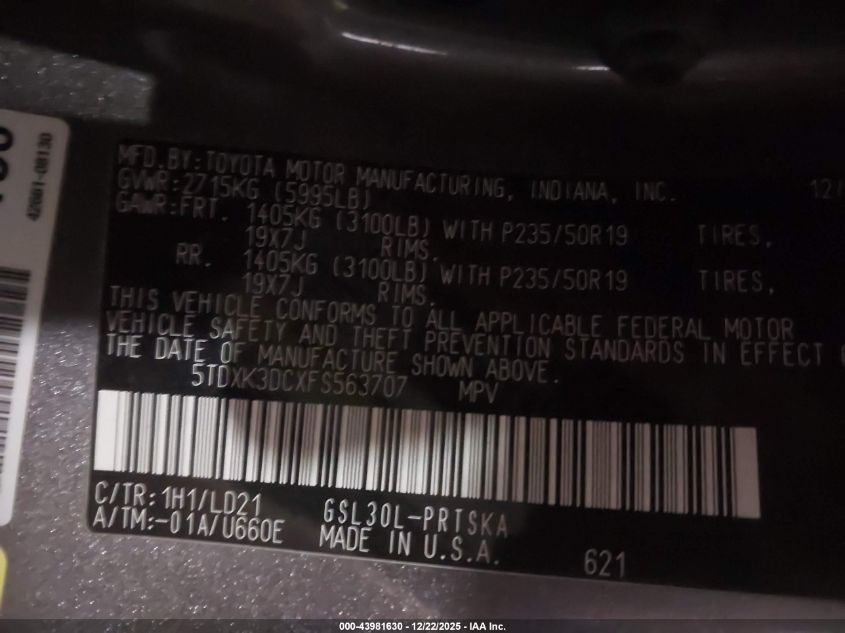 42661-08130
MFD.BY:TOYOTA MOTOR MANUFACTURING, INDIANA, INC. 12/
GVWR:2715KG (5995LB)
GAWR:FRT. 1405KG (3100LB) WITH P235/50R19 TIRES,
19X7J RIMS.
RR. 1405KG (3100LB) WITH P235/50R19 TIRES,
19X7J RIMS.
THIS VEHICLE CONFORMS TO ALL APPLICABLE FEDERAL MOTOR
VEHICLE SAFETY AND THEFT PREVENTION STANDARDS IN EFFECT
THE DATE OF MANUFACTURE SHOWN ABOVE.
5TDXK3DCXFS563707 MPV
C/TR:1H1/LD21 GSL30L-PRTSKA
A/TM:-01A/U660E MADE IN U.S.A. 621
000-43981630 - 12/22/2025 - IAA Inc.